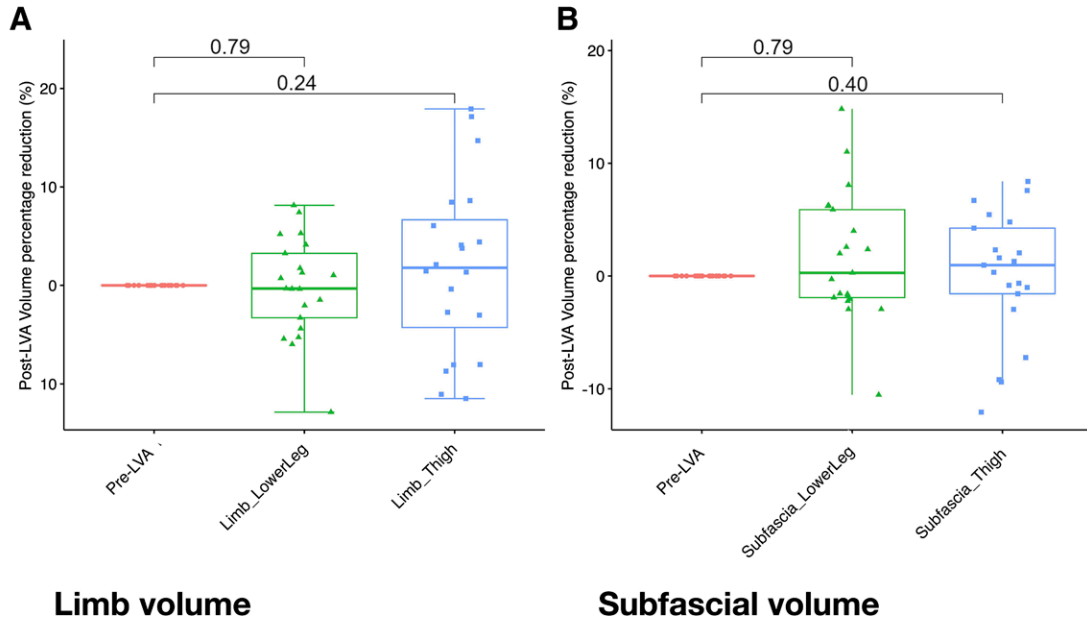 A
0.79
0.24
20
10
0
10
Post-LVA Volume percentage reduction (%)
Pre-LVA
Limb_LowerLeg
Limb_Thigh
Limb volume
B
0.79
0.40
20
10
0
-10
Post-LVA Volume percentage reduction (%)
Pre-LVA
Subfascia_LowerLeg
Subfascia_Thigh
Subfascial volume